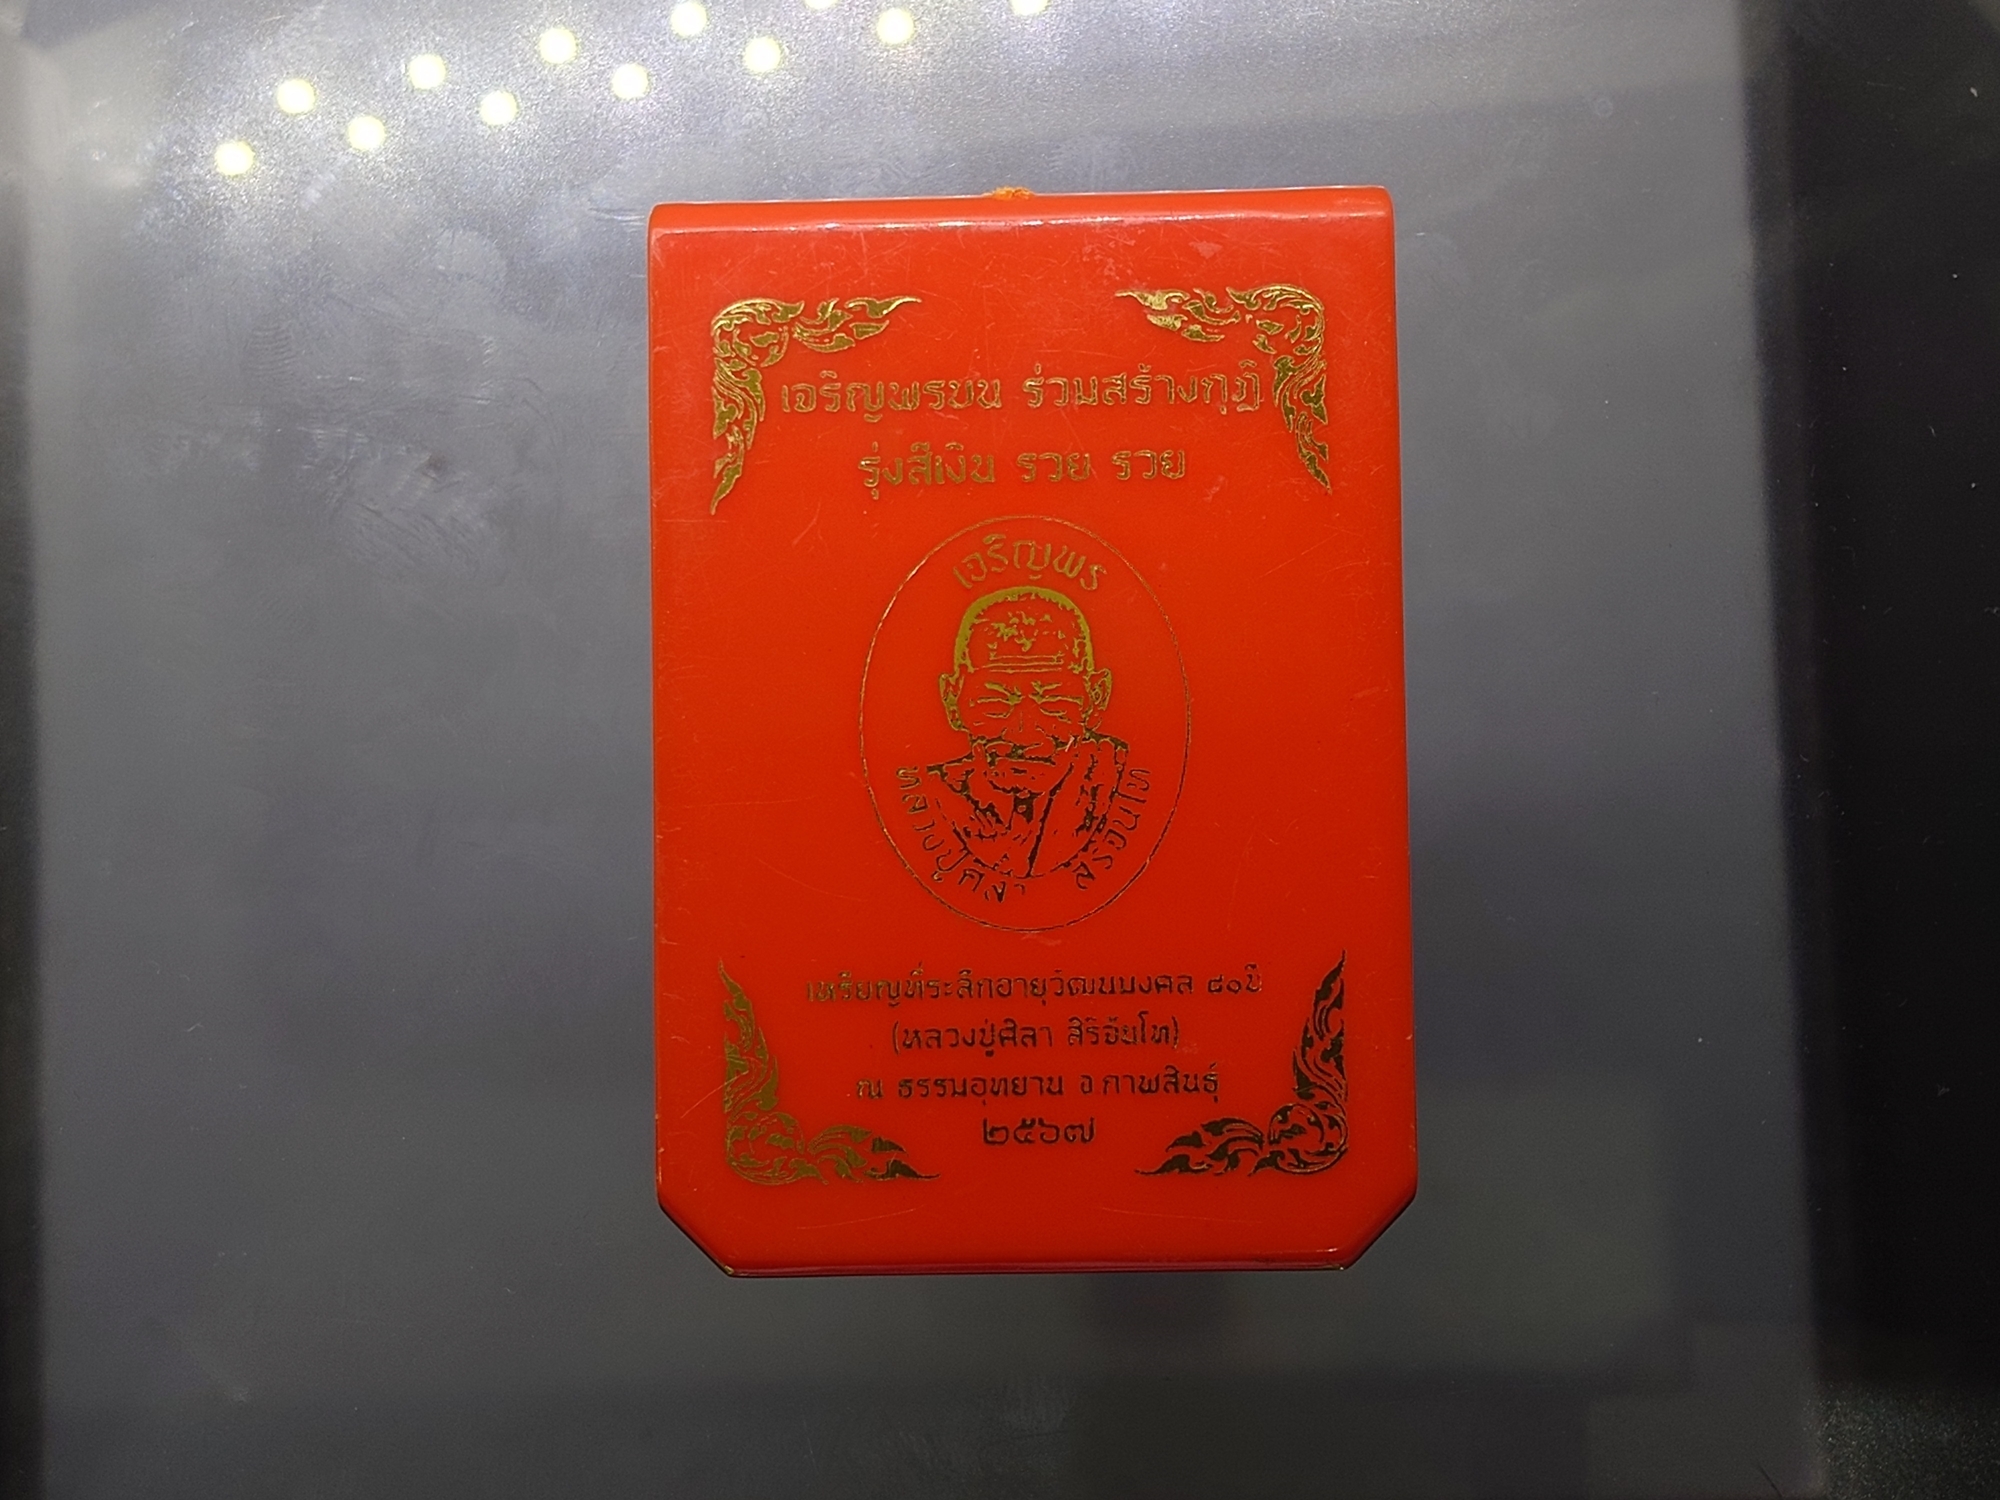 เจริญพรบน ร่วมสร้างกุฏิ
รุ่งสีเงิน รวย รวย
เจริญพร
หลวงปู่ศิลา สิริจันโท
เหรียญที่ระลึกอายุวัฒนมงคล ๘๐ปี
(หลวงปู่ศิลา สิริจันโท)
ณ ธรรมอุทยาน จ กาฬสินธุ์
๒๕๖๗